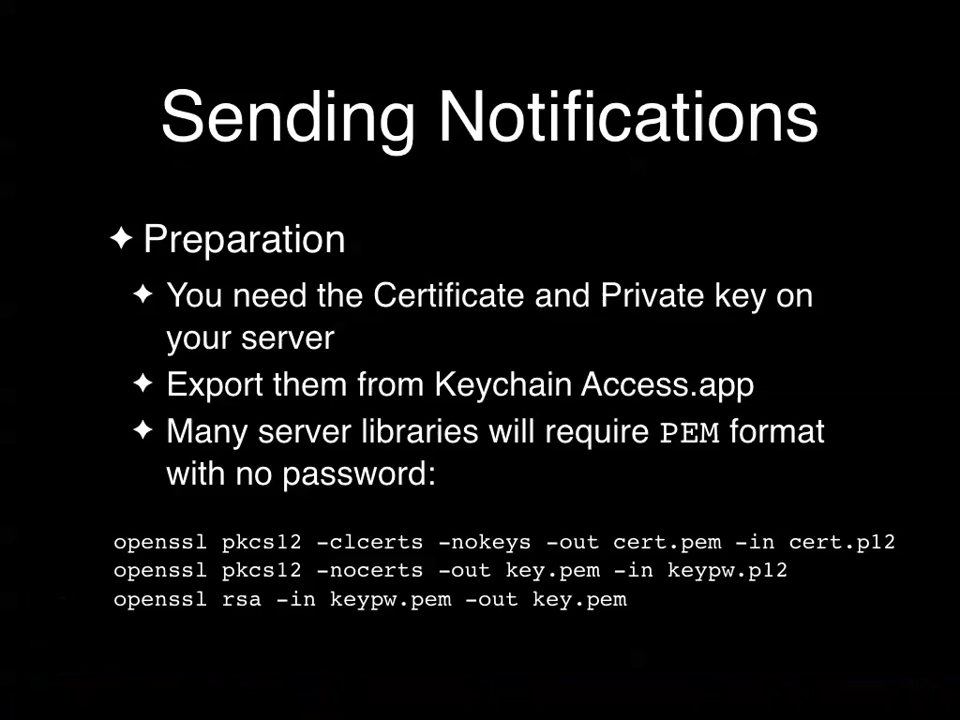 Sending Notifications
✦ Preparation
✦ You need the Certificate and Private key on
your server
✦ Export them from Keychain Access.app
✦ Many server libraries will require PEM format
with no password:
openssl pkcs12 -clcerts -nokeys -out cert.pem -in cert.p12
openssl pkcs12 -nocerts -out key.pem -in keypw.p12
openssl rsa -in keypw.pem -out key.pem